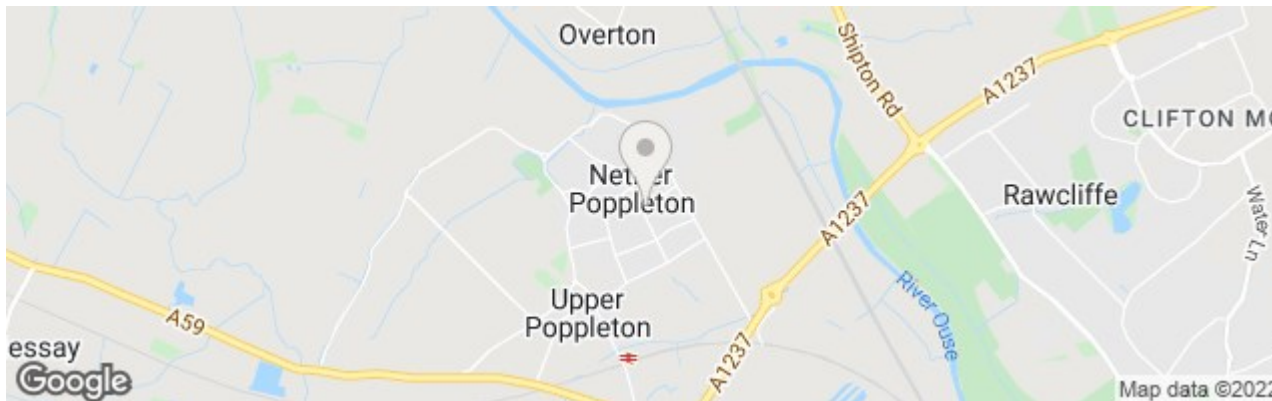 Overton
Shipton Rd
A1237
CLIFTON MO
Nether
Poppleton
Rawcliffe
A1237
Water Ln
River Ouse
Upper
Poppleton
A59
essay
A1237
Google
Map data ©2022